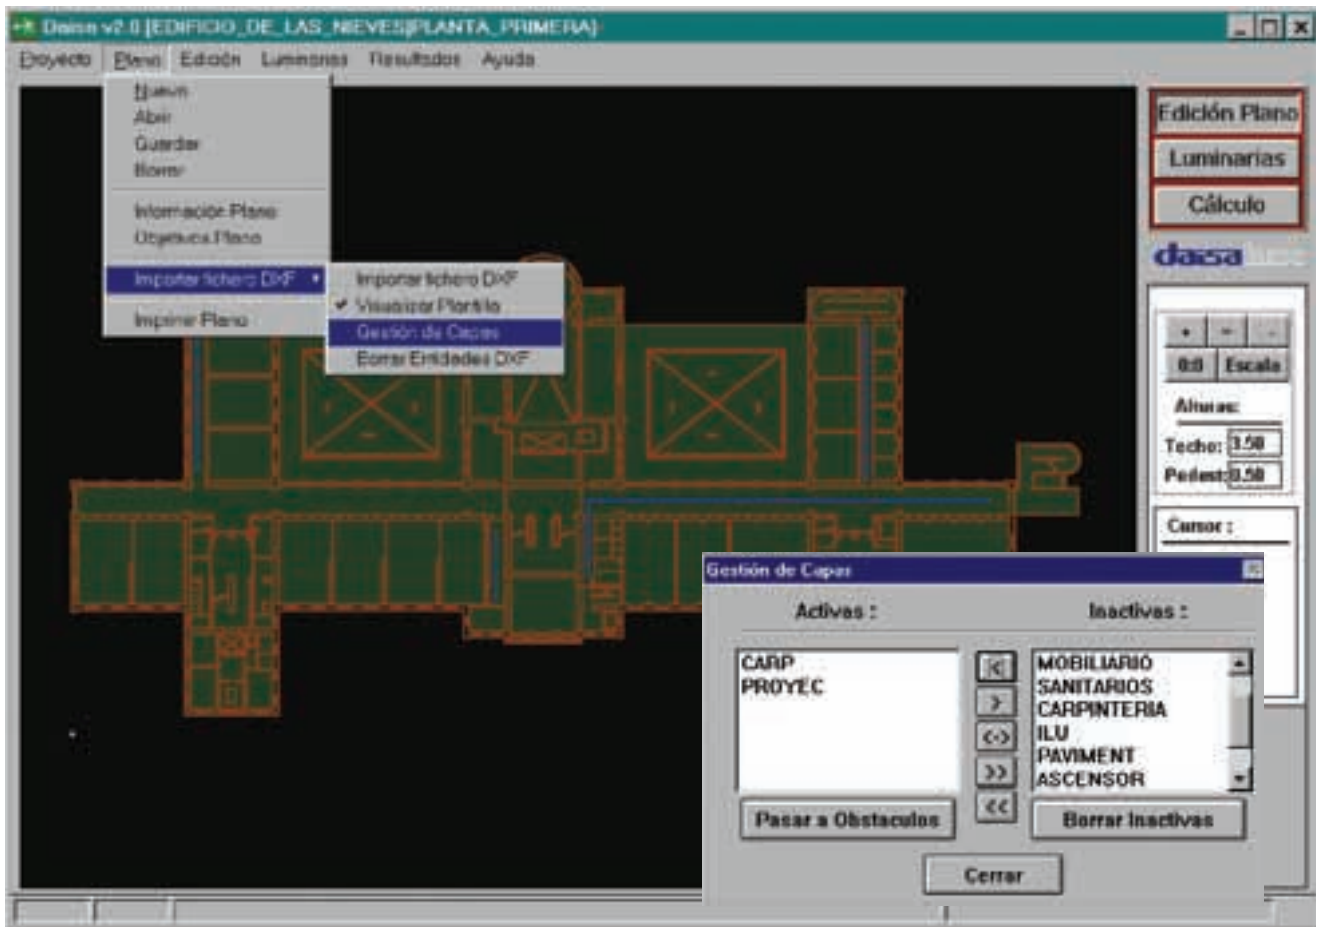 Daisa v2.0 [EDIFICIO_DE_LAS_NIEVES|PLANTA_PRIMERA]
Proyecto Plano Edición Luminarias Resultados Ayuda
Nuevo
Abrir
Guardar
Borrar
Información Plano
Objetivos Plano
Importar fichero DXF
Imprimir Plano
Importar fichero DXF
Visualizar Plantilla
Gestión de Capas
Borrar Entidades DXF
Edición Plano
Luminarias
Cálculo
daisa
+ = -
0:0 Escala
Alturas:
Techo: 3.50
Pedest: 0.50
Cursor :
Gestión de Capas
Activas :
Inactivas :
CARP
PROYEC
<
>
<->
>>
<<
MOBILIARIO
SANITARIOS
CARPINTERIA
ILU
PAVIMENT
ASCENSOR
Pasar a Obstaculos
Borrar Inactivas
Cerrar